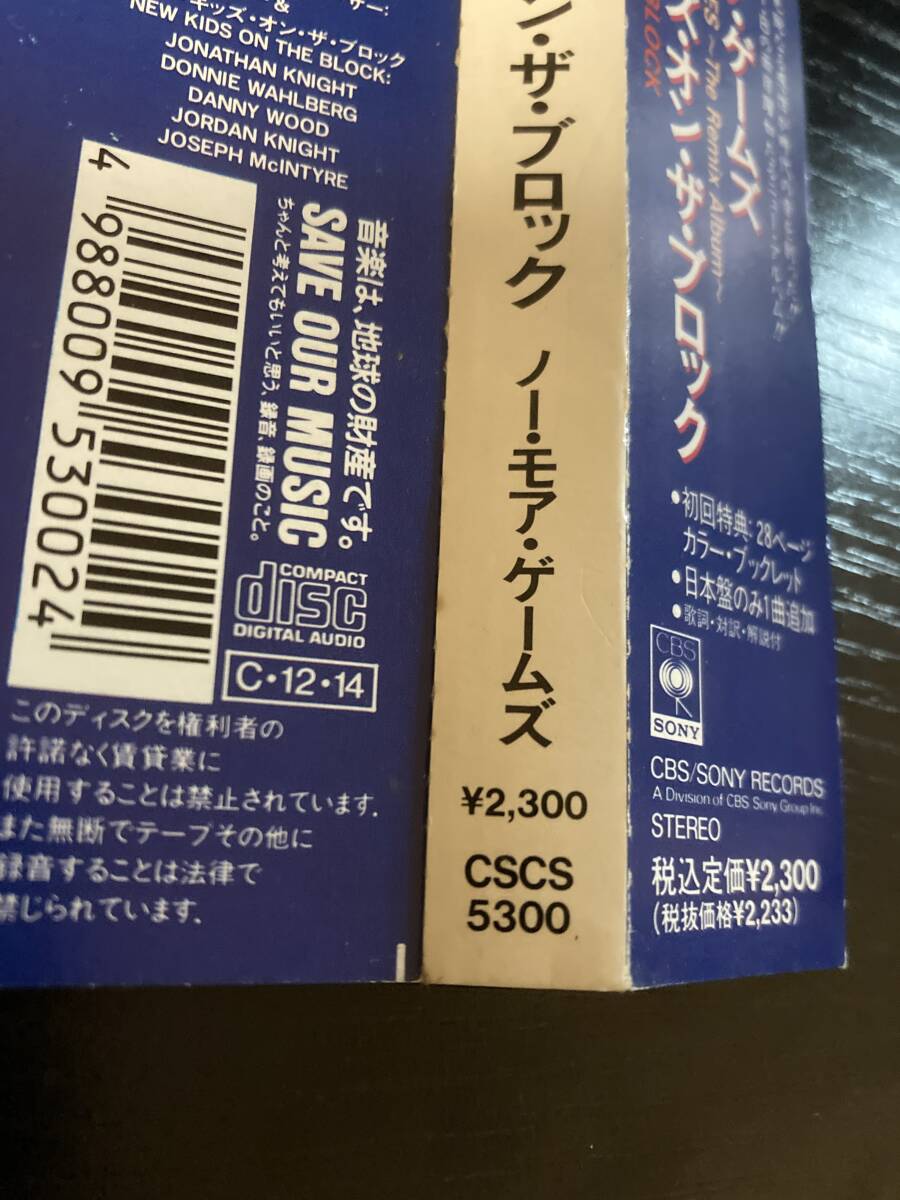 サー:
&
キッズ・オン・ザ・ブロック
NEW KIDS ON THE BLOCK:
JONATHAN KNIGHT
DONNIE WAHLBERG
DANNY WOOD
JORDAN KNIGHT
JOSEPH McINTYRE
4 988009 530024
音楽は、地球の財産です。
SAVE OUR MUSIC
ちゃんと考えてもいいと思う、録音、録画のこと。
COMPACT
disc
DIGITAL AUDIO
C・12・14
このディスクを権利者の
許諾なく賃貸業に
使用することは禁止されています.
また無断でテープその他に
録音することは法律で
禁じられています.
ン・ザ・ブロック ノー・モア・ゲームズ
¥2,300
CSCS
5300
・ゲームズ
ES~The Remix Album~
ズ・オン・ザ・ブロック
BLOCK
●初回特典:28ページ
カラー・ブックレット
●日本盤のみ1曲追加
●歌詞・対訳・解説付
CBS
SONY
CBS/SONY RECORDS
A Division of CBS Sony Group Inc.
STEREO
税込定価¥2,300
(税抜価格¥2,233)